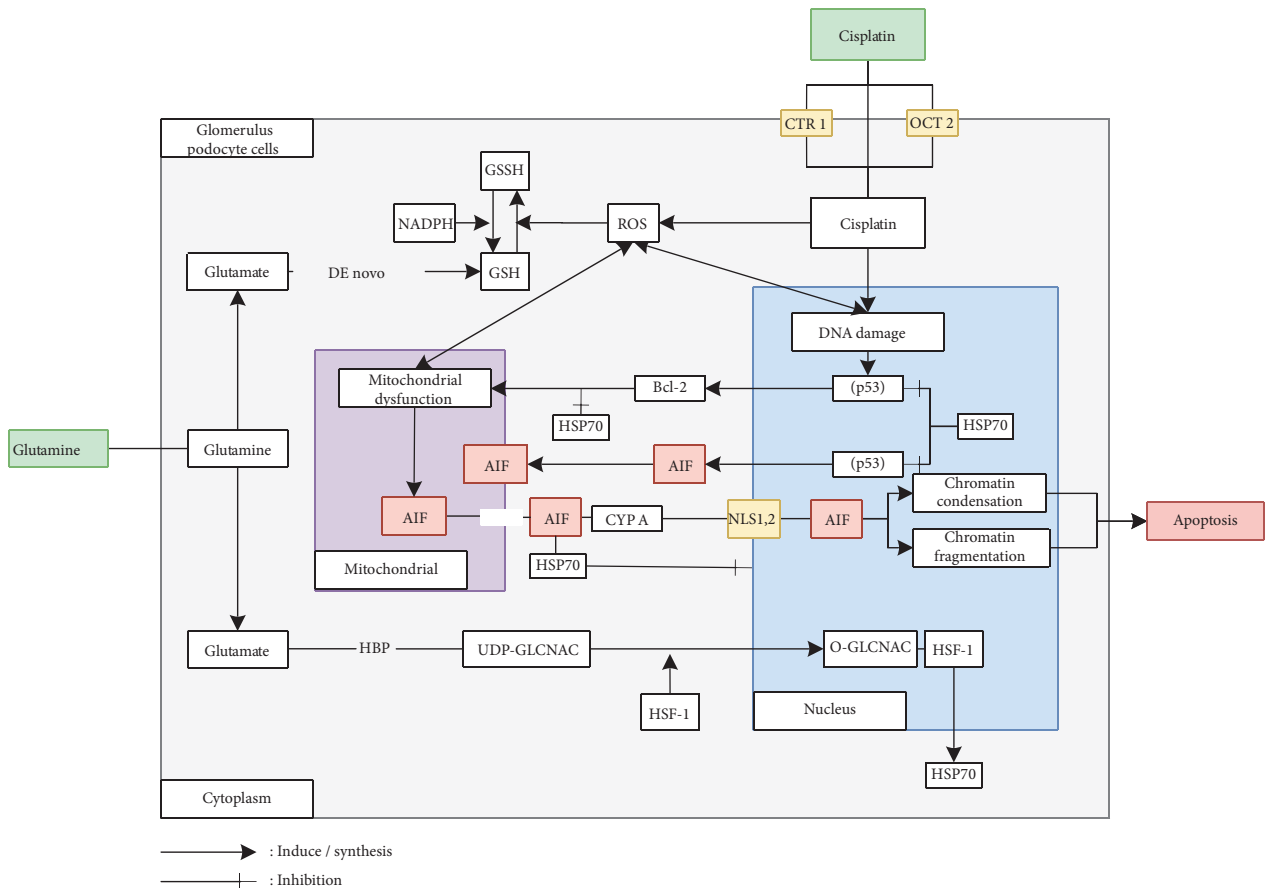 Cisplatin
CTR 1
OCT 2
Glomerulus
podocyte cells
GSSH
NADPH
ROS
Cisplatin
Glutamate
DE novo
GSH
DNA damage
Mitochondrial
dysfunction
Bcl-2
(p53)
HSP70
HSP70
Glutamine
Glutamine
AIF
AIF
(p53)
Chromatin
condensation
AIF
AIF
CYP A
NLS1,2
AIF
Apoptosis
Chromatin
fragmentation
HSP70
Mitochondrial
Glutamate
HBP
UDP-GLCNAC
O-GLCNAC
HSF-1
HSF-1
Nucleus
HSP70
Cytoplasm
: Induce / synthesis
: Inhibition